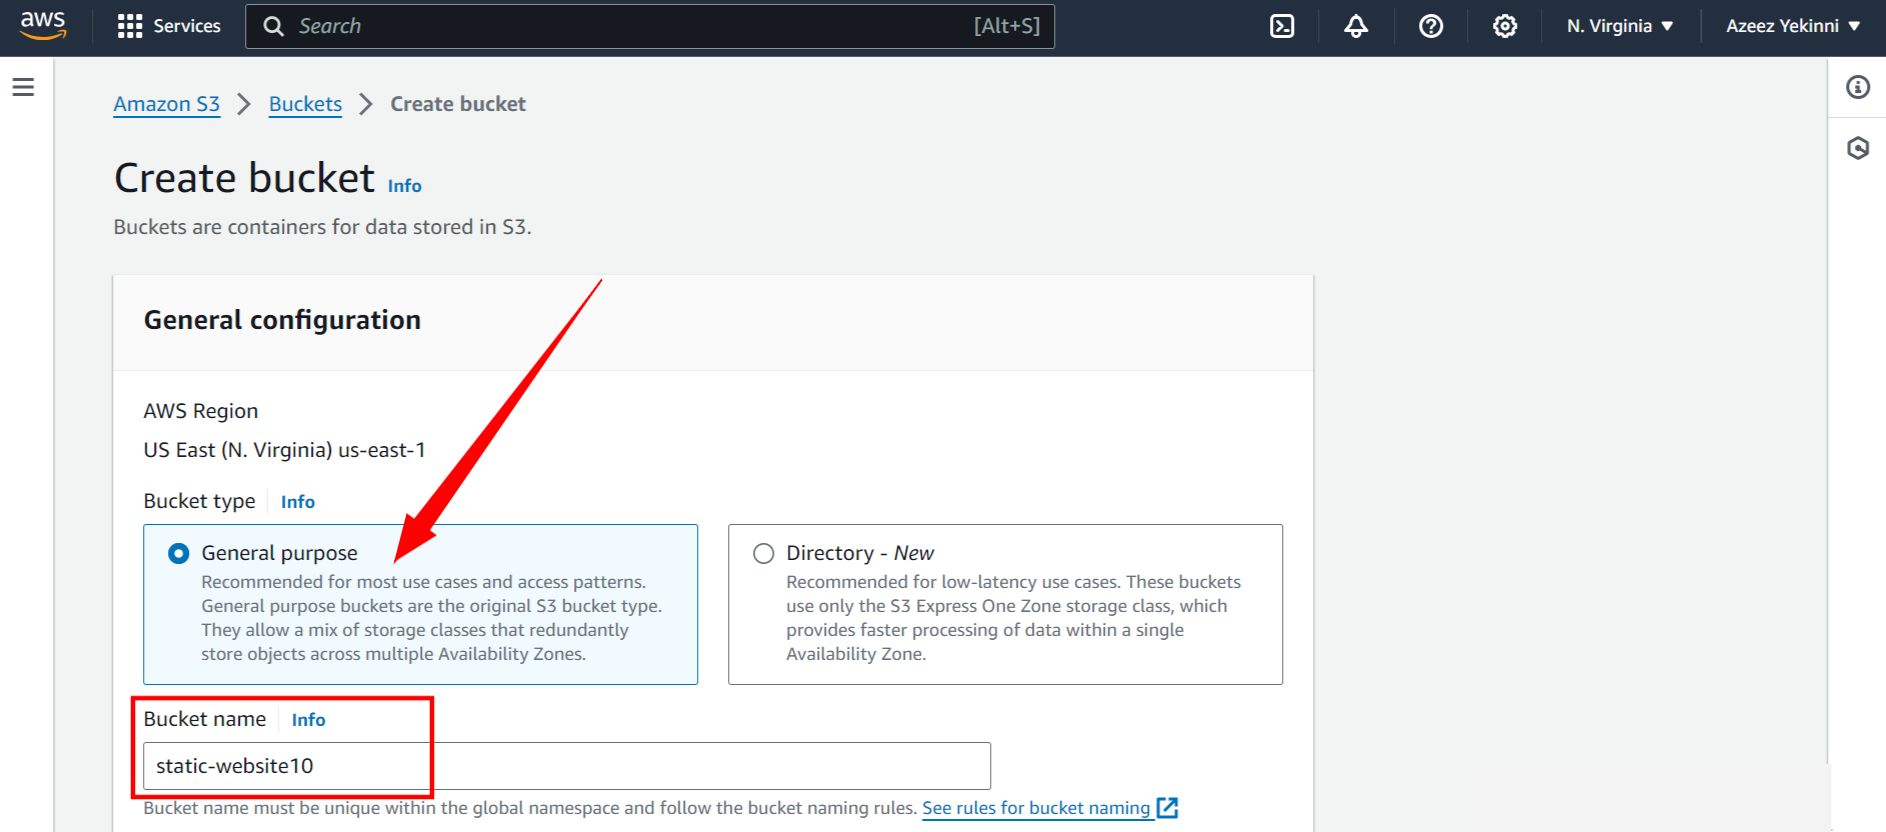 aws Services Search [Alt+S] N. Virginia Azeez Yekinni
Amazon S3 Buckets Create bucket
Create bucket Info
Buckets are containers for data stored in S3.
General configuration
AWS Region
US East (N. Virginia) us-east-1
Bucket type Info
General purpose
Recommended for most use cases and access patterns.
General purpose buckets are the original S3 bucket type.
They allow a mix of storage classes that redundantly
store objects across multiple Availability Zones.
Directory - New
Recommended for low-latency use cases. These buckets
use only the S3 Express One Zone storage class, which
provides faster processing of data within a single
Availability Zone.
Bucket name Info
static-website10
Bucket name must be unique within the global namespace and follow the bucket naming rules. See rules for bucket naming